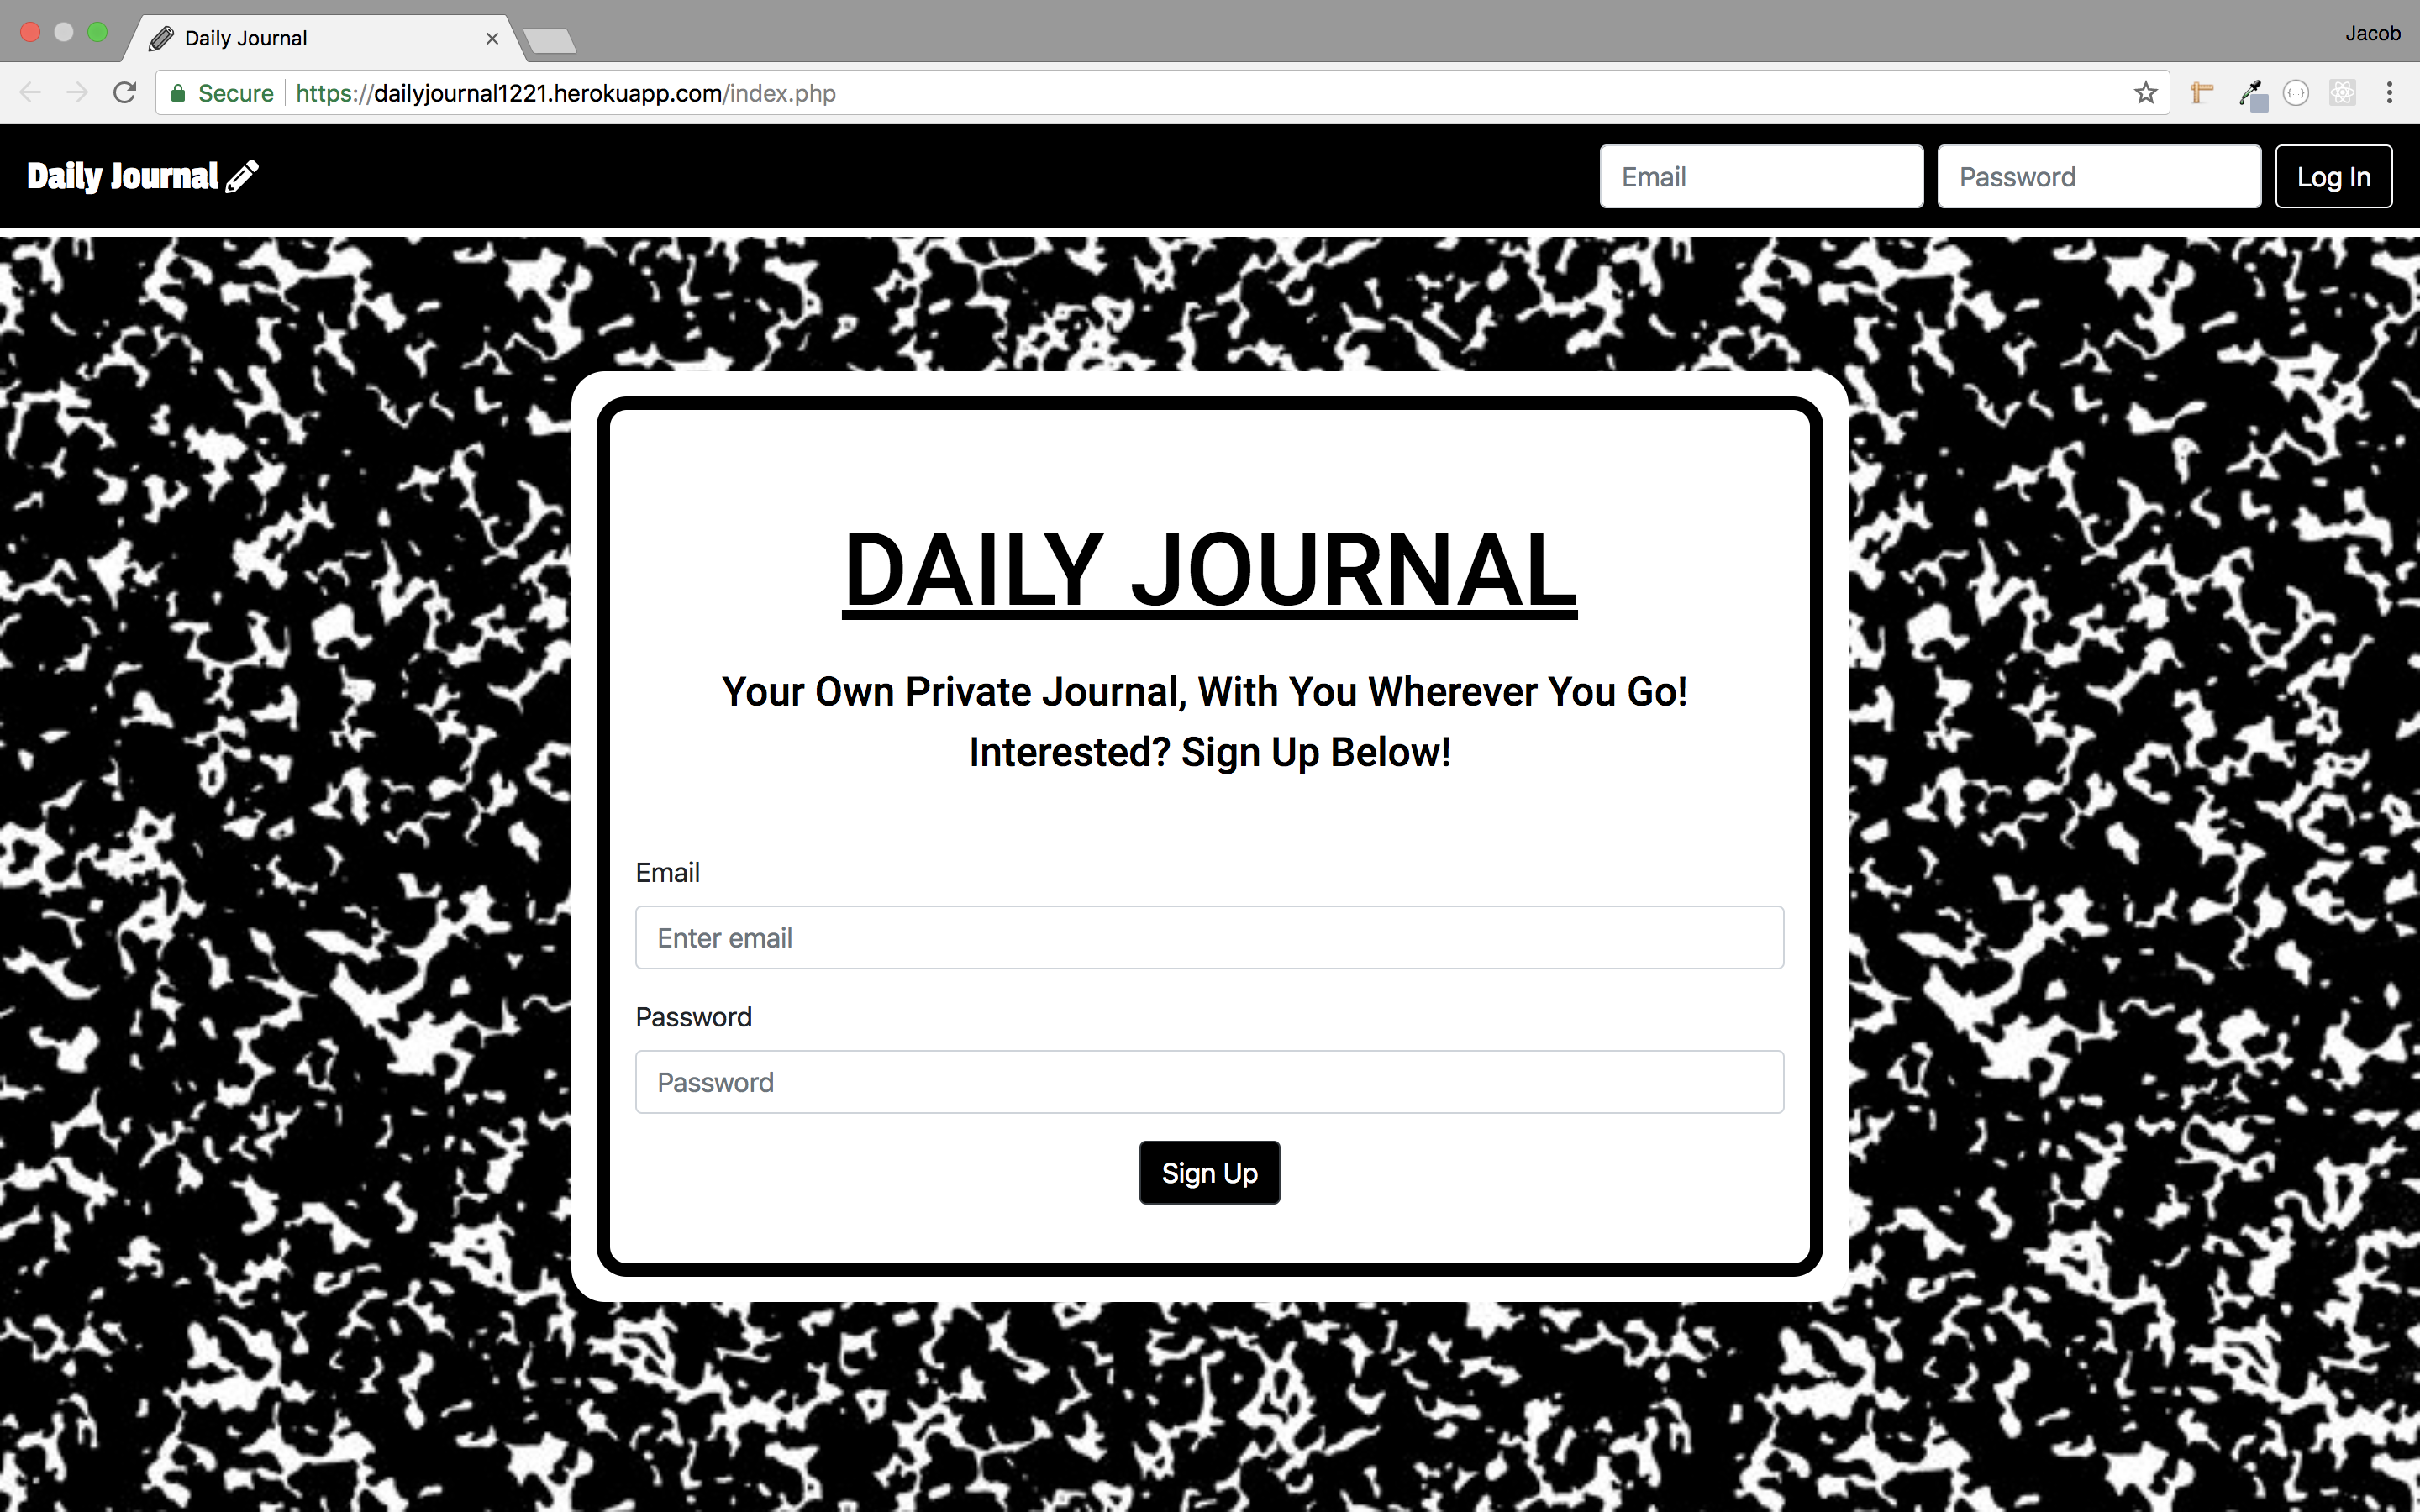 Daily Journal
Jacob
Secure https://dailyjournal1221.herokuapp.com/index.php
Daily Journal
Email
Password
Log In
DAILY JOURNAL
Your Own Private Journal, With You Wherever You Go!
Interested? Sign Up Below!
Email
Enter email
Password
Password
Sign Up